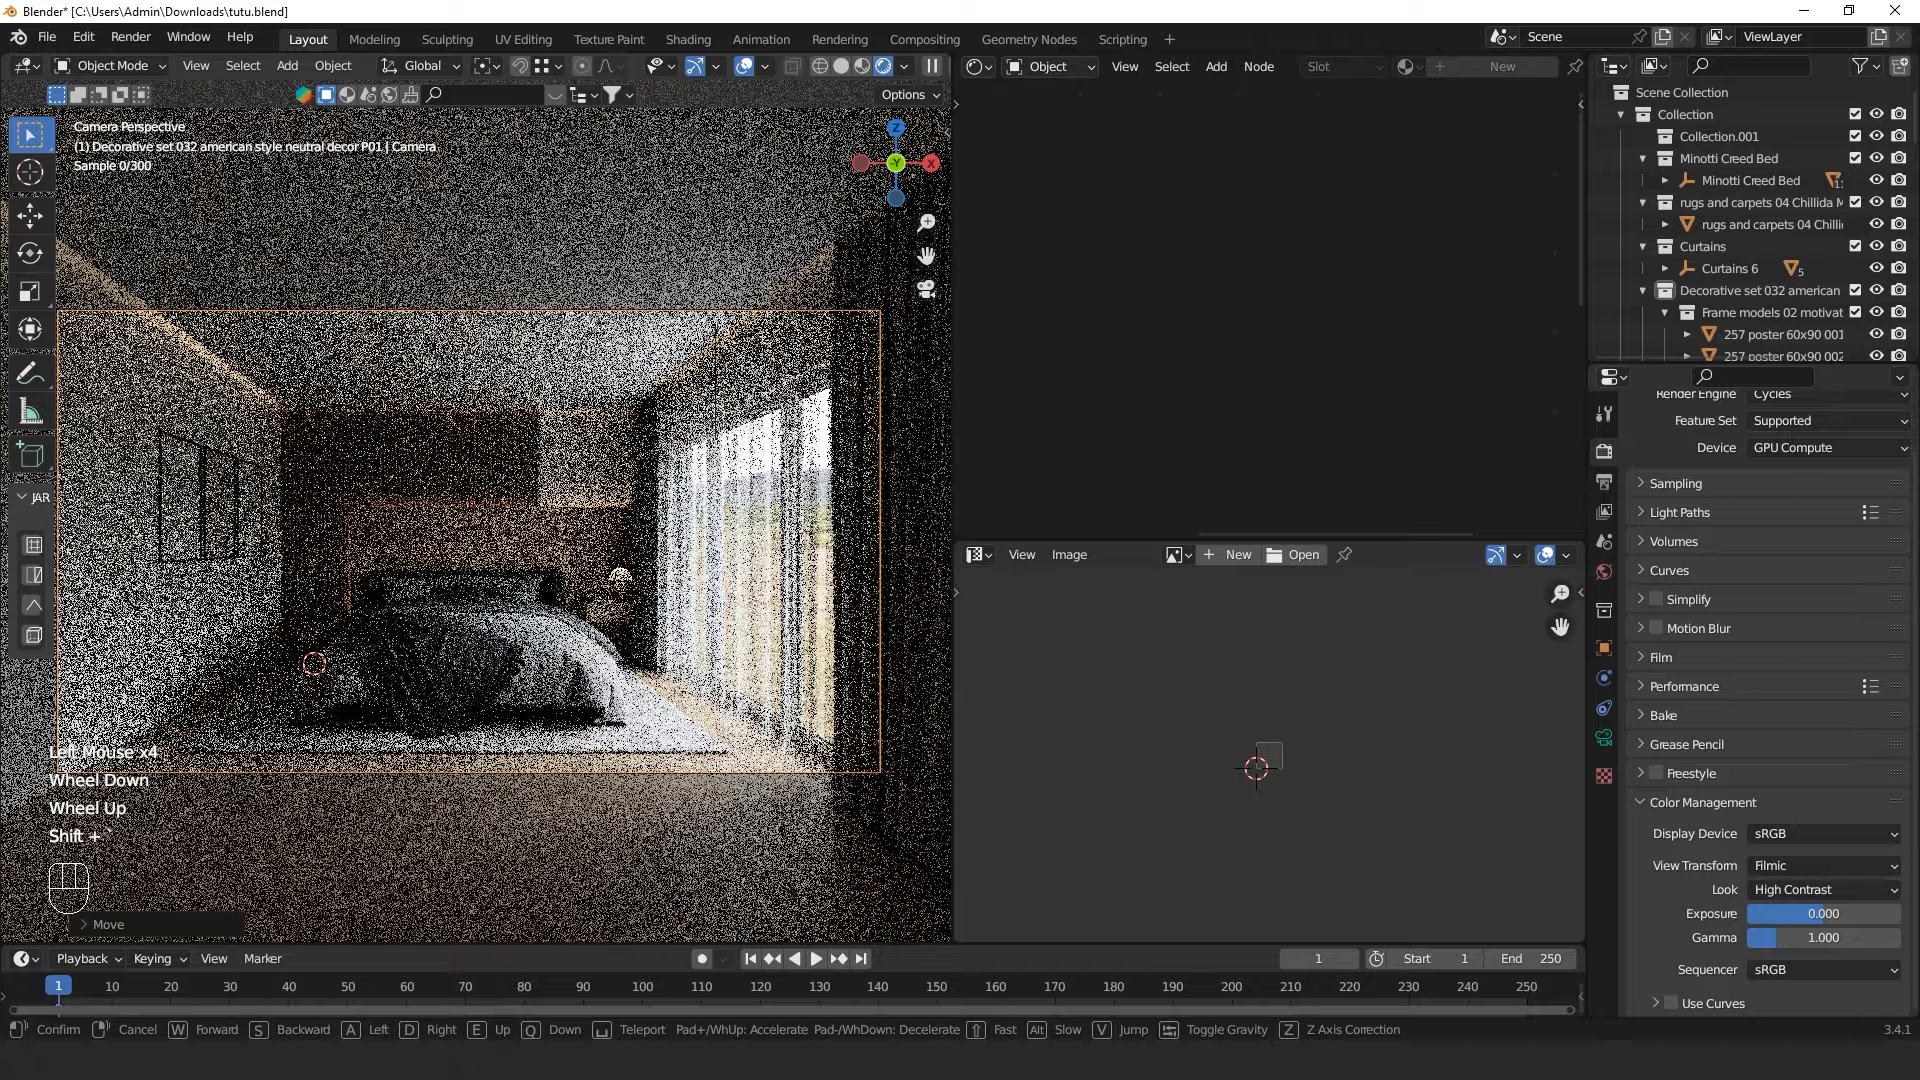 Blender* [C:\Users\Admin\Downloads\tutu.blend]
File Edit Render Window Help Layout Modeling Sculpting UV Editing Texture Paint Shading Animation Rendering Compositing Geometry Nodes Scripting + Scene ViewLayer
Object Mode View Select Add Object Global Object View Select Add Node Slot New
Options
Camera Perspective
(1) Decorative set 032 american style neutral decor P01 | Camera
Sample 0/300
Z
Y
X
JAR
Left Mouse x4
Wheel Down
Wheel Up
Shift + `
Move
View Image New Open
Scene Collection
Collection
Collection.001
Minotti Creed Bed
Minotti Creed Bed 11
rugs and carpets 04 Chillida M
rugs and carpets 04 Chilli
Curtains
Curtains 6 5
Decorative set 032 american
Frame models 02 motivat
257 poster 60x90 001
257 poster 60x90 002
Render Engine Cycles
Feature Set Supported
Device GPU Compute
Sampling
Light Paths
Volumes
Curves
Simplify
Motion Blur
Film
Performance
Bake
Grease Pencil
Freestyle
Color Management
Display Device sRGB
View Transform Filmic
Look High Contrast
Exposure 0.000
Gamma 1.000
Sequencer sRGB
Use Curves
Playback Keying View Marker 1 Start 1 End 250
1 10 20 30 40 50 60 70 80 90 100 110 120 130 140 150 160 170 180 190 200 210 220 230 240 250
Confirm Cancel W Forward S Backward A Left D Right E Up Q Down Teleport Pad+/WhUp: Accelerate Pad-/WhDown: Decelerate Fast Alt Slow V Jump Toggle Gravity Z Z Axis Correction 3.4.1